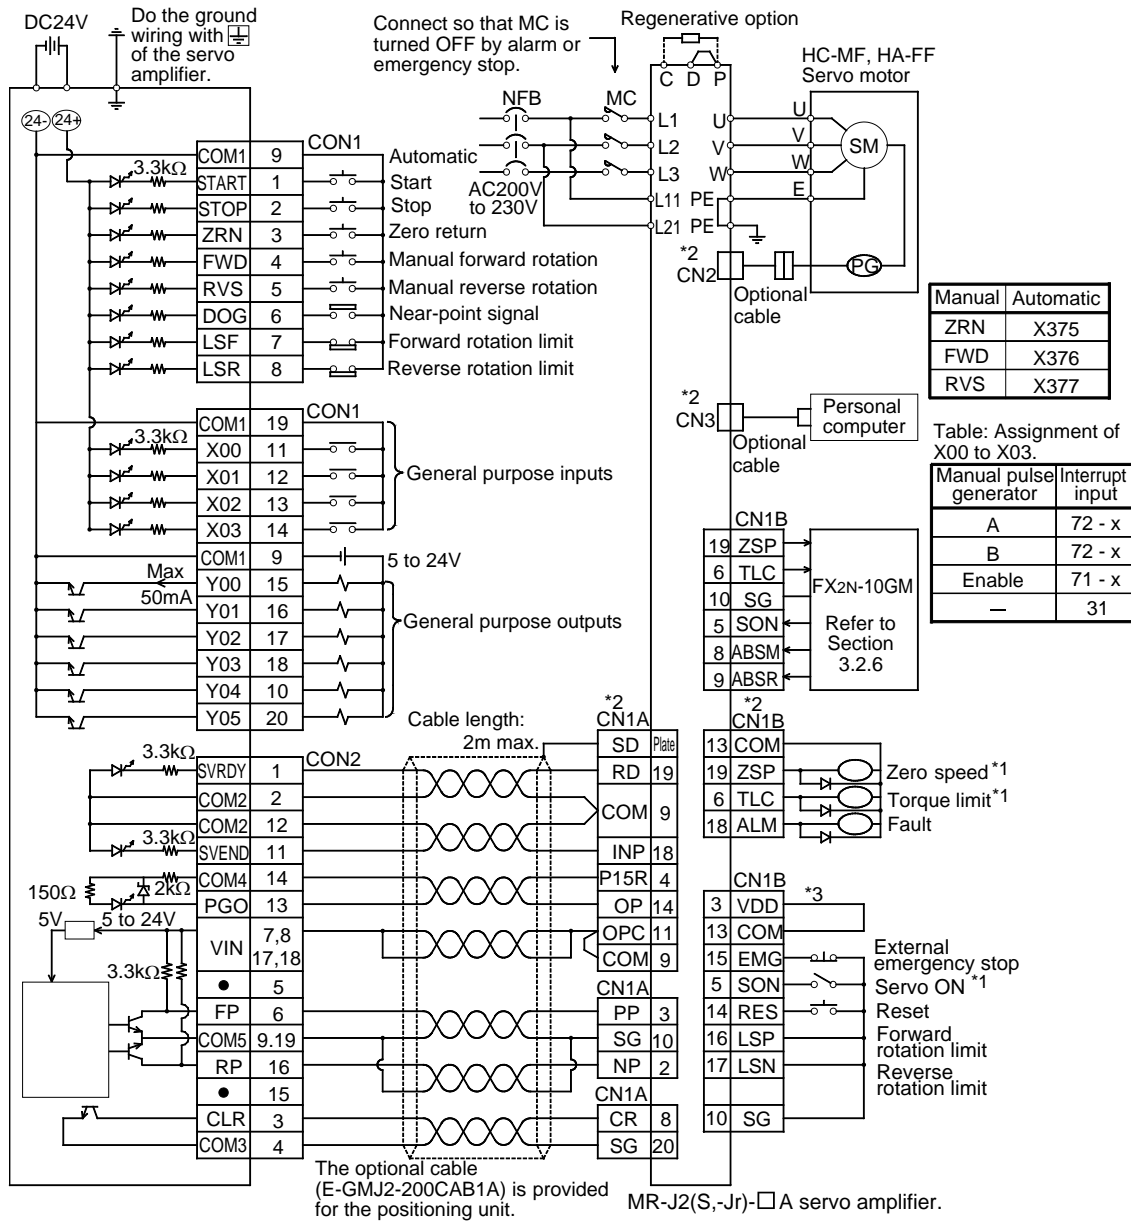 DC24V
Do the ground
wiring with
of the servo
amplifier.
24-
24+
Connect so that MC is
turned OFF by alarm or
emergency stop.
Regenerative option
C D P
HC-MF, HA-FF
Servo motor
NFB
MC
AC200V
to 230V
L1
L2
L3
L11 PE
L21 PE
U
V
W
U
V
W
E
SM
PG
*2
CN2
Optional
cable
*2
CN3
Optional
cable
Personal
computer
CON1
3.3kΩ
COM1 9 Automatic
START 1 Start
STOP 2 Stop
ZRN 3 Zero return
FWD 4 Manual forward rotation
RVS 5 Manual reverse rotation
DOG 6 Near-point signal
LSF 7 Forward rotation limit
LSR 8 Reverse rotation limit
CON1
3.3kΩ
COM1 19
X00 11
X01 12
X02 13
X03 14
General purpose inputs
COM1 9
5 to 24V
Max
50mA
Y00 15
Y01 16
Y02 17
Y03 18
Y04 10
Y05 20
General purpose outputs
Manual Automatic
ZRN X375
FWD X376
RVS X377
Table: Assignment of
X00 to X03.
Manual pulse generator
Interrupt input
A 72 - x
B 72 - x
Enable 71 - x
— 31
CN1B
19 ZSP
6 TLC
10 SG
5 SON
8 ABSM
9 ABSR
FX2N-10GM
Refer to
Section
3.2.6
Cable length:
2m max.
CON2
3.3kΩ
SVRDY 1
COM2 2
COM2 12
3.3kΩ
SVEND 11
COM4 14
150Ω
2kΩ
PGO 13
5V
5 to 24V
VIN 7,8
17,18
3.3kΩ
● 5
FP 6
COM5 9.19
RP 16
● 15
CLR 3
COM3 4
*2
CN1A
SD Plate
RD 19
COM 9
INP 18
P15R 4
OP 14
OPC 11
COM 9
CN1A
PP 3
SG 10
NP 2
CN1A
CR 8
SG 20
*2
CN1B
13 COM
19 ZSP Zero speed*1
6 TLC Torque limit*1
18 ALM Fault
CN1B
3 VDD *3
13 COM
15 EMG External
emergency stop
5 SON Servo ON *1
14 RES Reset
16 LSP Forward
rotation limit
17 LSN Reverse
rotation limit
10 SG
The optional cable
(E-GMJ2-200CAB1A) is provided
for the positioning unit.
MR-J2(S,-Jr)-□A servo amplifier.